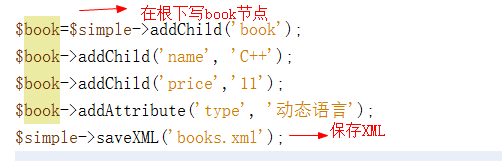 在根下写book节点
$book=$simple->addChild('book');
$book->addChild('name', 'C++');
$book->addChild('price','11');
$book->addAttribute('type', '动态语言');
$simple->saveXML('books.xml'); 保存XML